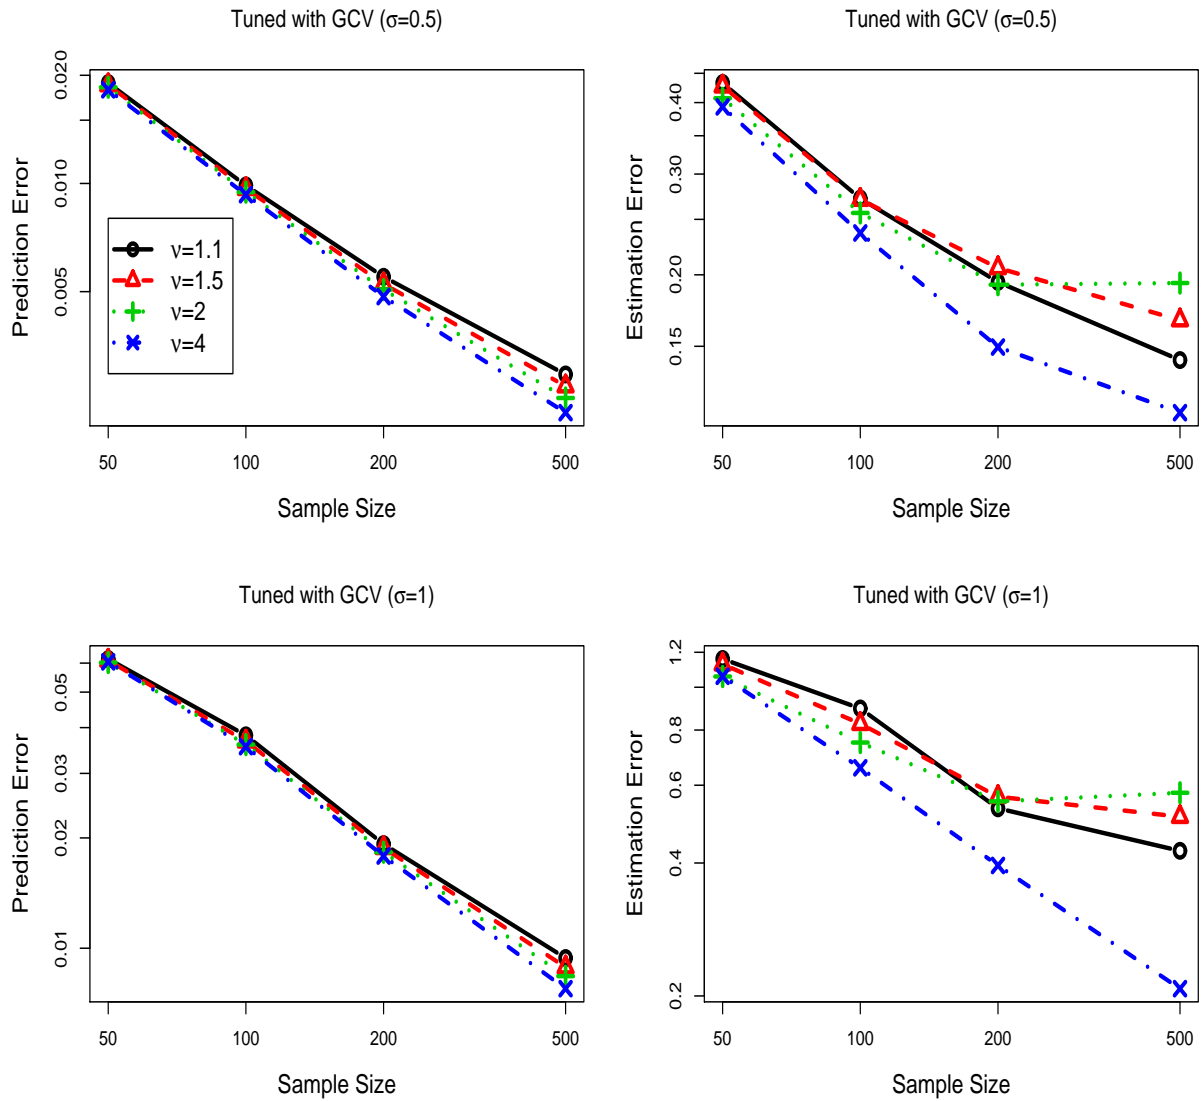 Tuned with GCV (σ=0.5)
Prediction Error
0.020
0.010
0.005
ν=1.1
ν=1.5
ν=2
ν=4
50 100 200 500
Sample Size
Tuned with GCV (σ=0.5)
Estimation Error
0.40
0.30
0.20
0.15
50 100 200 500
Sample Size
Tuned with GCV (σ=1)
Prediction Error
0.05
0.03
0.02
0.01
50 100 200 500
Sample Size
Tuned with GCV (σ=1)
Estimation Error
1.2
0.8
0.6
0.4
0.2
50 100 200 500
Sample Size